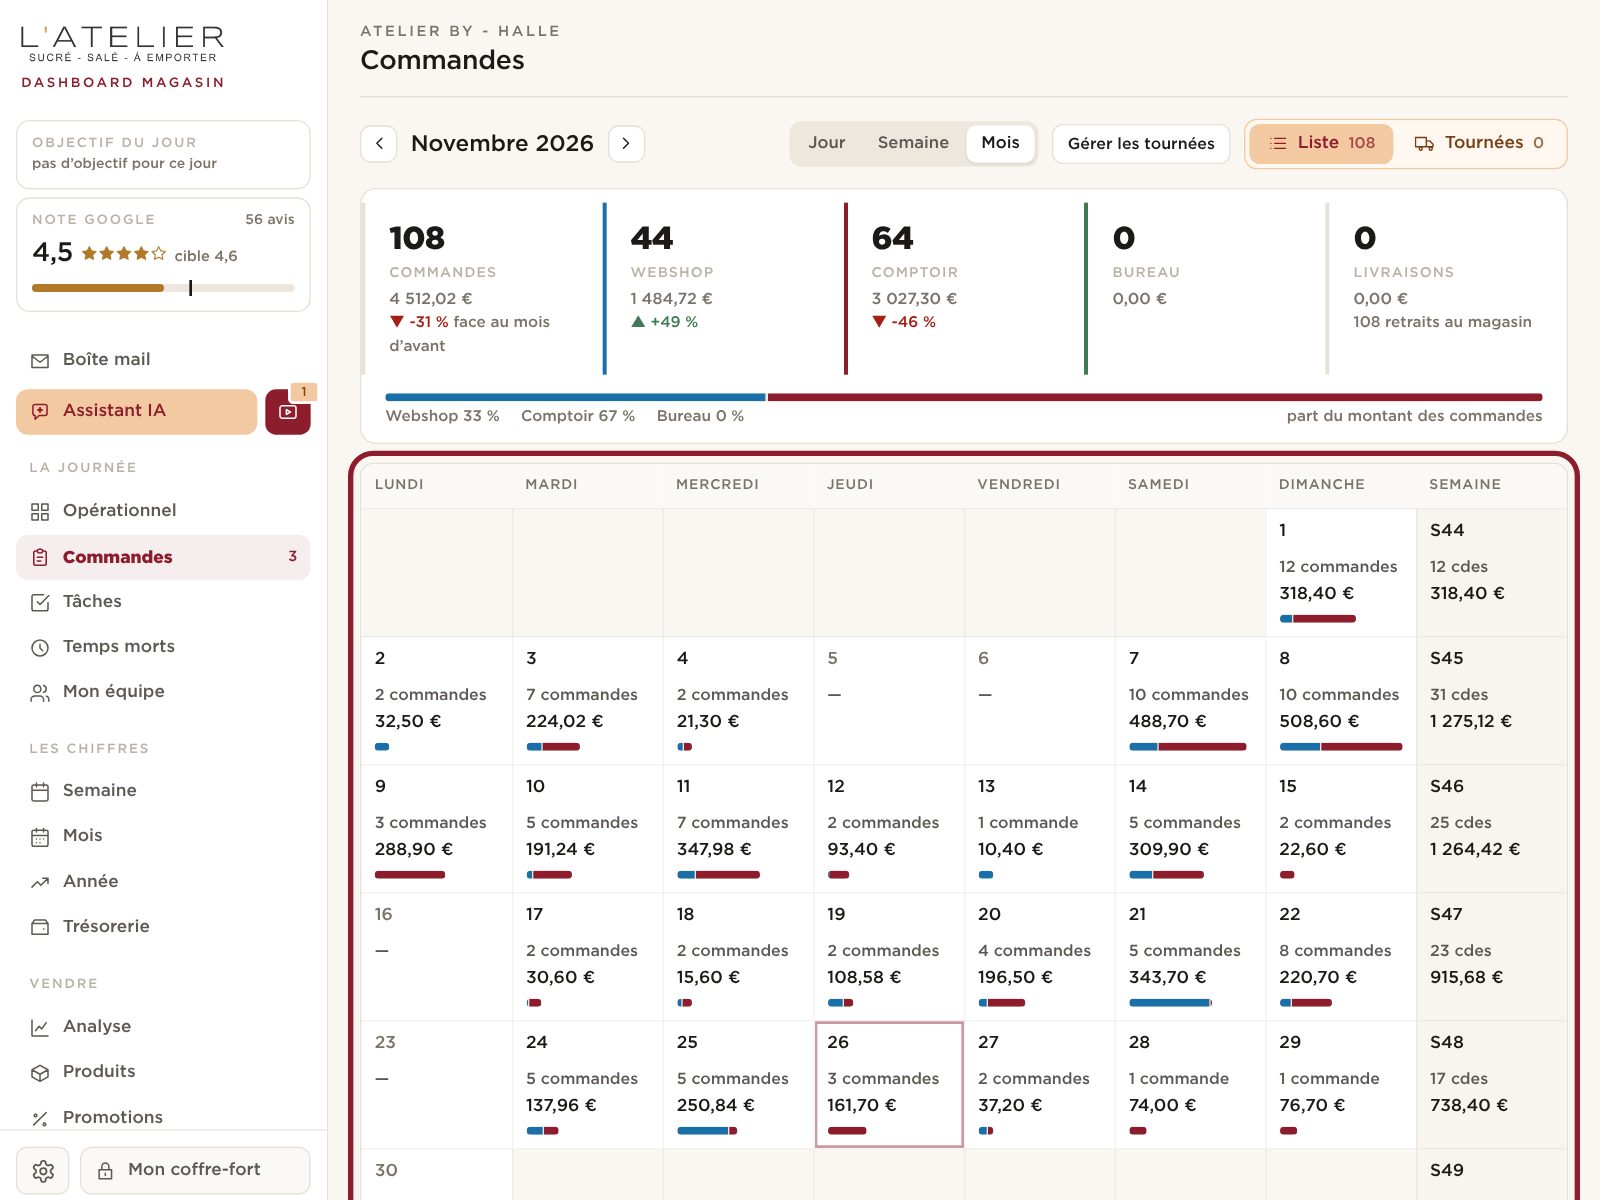 L'ATELIER
SUCRÉ - SALÉ - À EMPORTER
DASHBOARD MAGASIN
OBJECTIF DU JOUR
pas d'objectif pour ce jour
NOTE GOOGLE 56 avis
4,5 cible 4,6
Boîte mail
Assistant IA 1
LA JOURNÉE
Opérationnel
Commandes 3
Tâches
Temps morts
Mon équipe
LES CHIFFRES
Semaine
Mois
Année
Trésorerie
VENDRE
Analyse
Produits
Promotions
Mon coffre-fort
ATELIER BY - HALLE
Commandes
Novembre 2026 Jour Semaine Mois Gérer les tournées Liste 108 Tournées 0
108 44 64 0 0
COMMANDES WEBSHOP COMPTOIR BUREAU LIVRAISONS
4 512,02 € 1 484,72 € 3 027,30 € 0,00 € 0,00 €
▼ -31 % face au mois ▲ +49 % ▼ -46 % 108 retraits au magasin
d'avant
Webshop 33 % Comptoir 67 % Bureau 0 % part du montant des commandes
LUNDI MARDI MERCREDI JEUDI VENDREDI SAMEDI DIMANCHE SEMAINE
1 S44
12 commandes 12 cdes
318,40 € 318,40 €
2 3 4 5 6 7 8 S45
2 commandes 7 commandes 2 commandes — — 10 commandes 10 commandes 31 cdes
32,50 € 224,02 € 21,30 € 488,70 € 508,60 € 1 275,12 €
9 10 11 12 13 14 15 S46
3 commandes 5 commandes 7 commandes 2 commandes 1 commande 5 commandes 2 commandes 25 cdes
288,90 € 191,24 € 347,98 € 93,40 € 10,40 € 309,90 € 22,60 € 1 264,42 €
16 17 18 19 20 21 22 S47
— 2 commandes 2 commandes 2 commandes 4 commandes 5 commandes 8 commandes 23 cdes
30,60 € 15,60 € 108,58 € 196,50 € 343,70 € 220,70 € 915,68 €
23 24 25 26 27 28 29 S48
— 5 commandes 5 commandes 3 commandes 2 commandes 1 commande 1 commande 17 cdes
137,96 € 250,84 € 161,70 € 37,20 € 74,00 € 76,70 € 738,40 €
30 S49